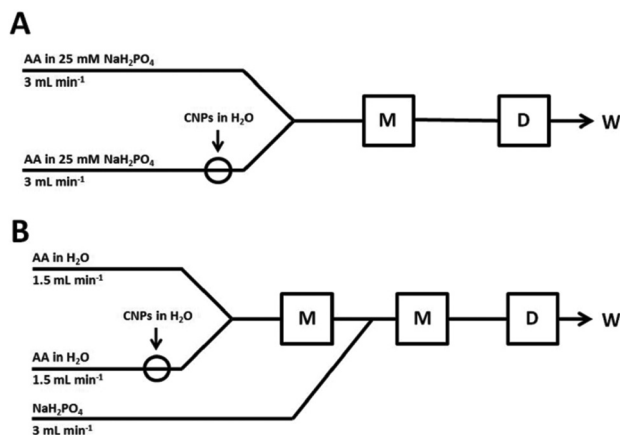 A
AA in 25 mM NaH₂PO₄
3 mL min⁻¹
CNPs in H₂O
AA in 25 mM NaH₂PO₄
3 mL min⁻¹
M
D
W
B
AA in H₂O
1.5 mL min⁻¹
CNPs in H₂O
AA in H₂O
1.5 mL min⁻¹
M
M
D
W
NaH₂PO₄
3 mL min⁻¹